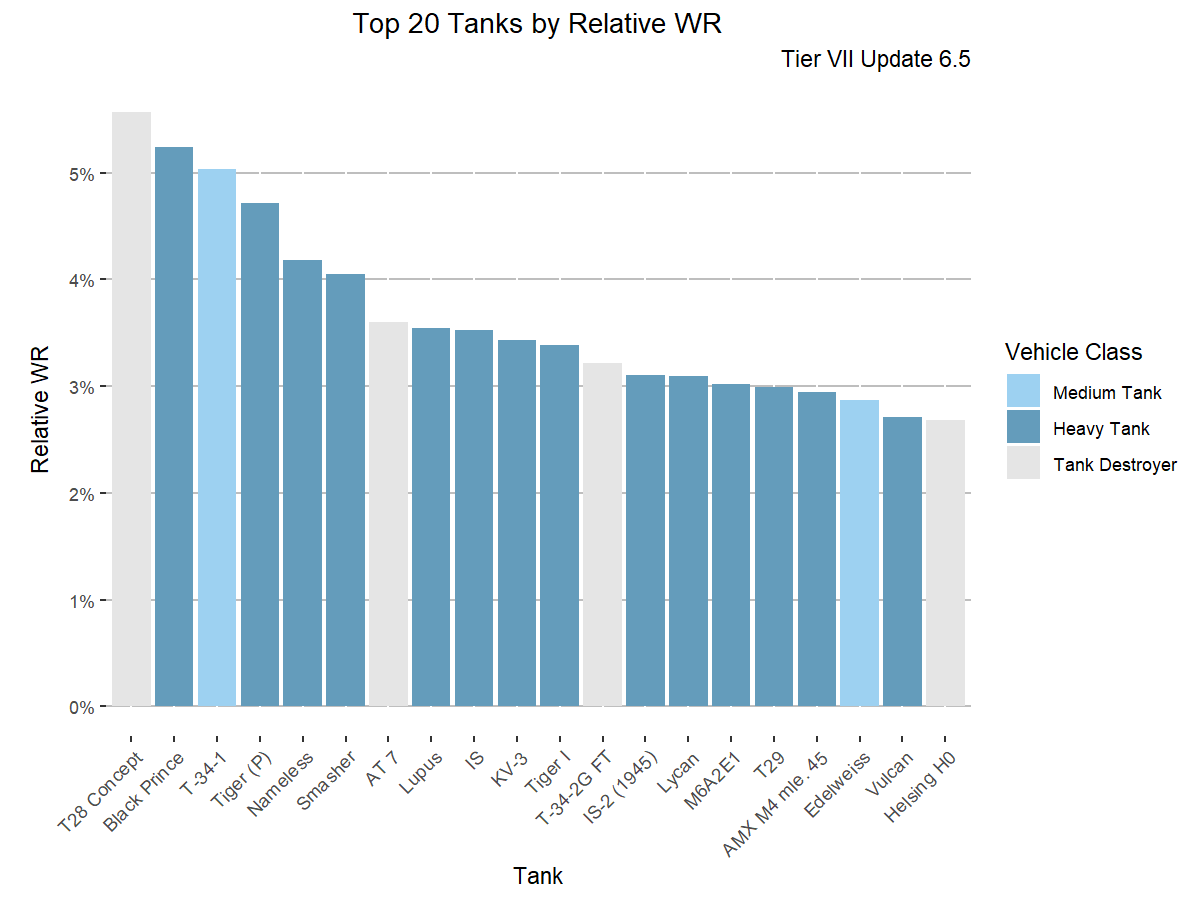 Top 20 Tanks by Relative WR
Tier VII Update 6.5
Relative WR
5%
4%
3%
2%
1%
0%
T28 Concept
Black Prince
T-34-1
Tiger (P)
Nameless
Smasher
AT 7
Lupus
IS
KV-3
Tiger I
T-34-2G FT
IS-2 (1945)
Lycan
M6A2E1
T29
AMX M4 mle. 45
Edelweiss
Vulcan
Helsing H0
Tank
Vehicle Class
Medium Tank
Heavy Tank
Tank Destroyer